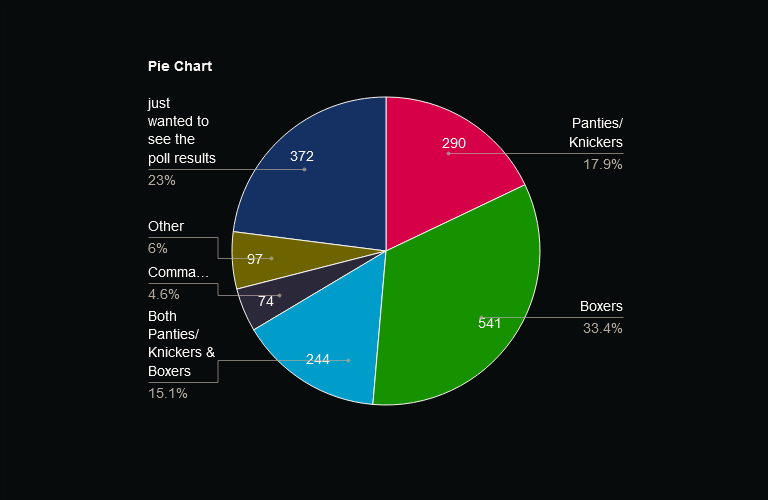 Pie Chart
just
wanted to
see the
poll results
23%
372
290
Panties/
Knickers
17.9%
Other
6%
97
Comma…
4.6%
74
Both
Panties/
Knickers &
Boxers
15.1%
244
541
Boxers
33.4%